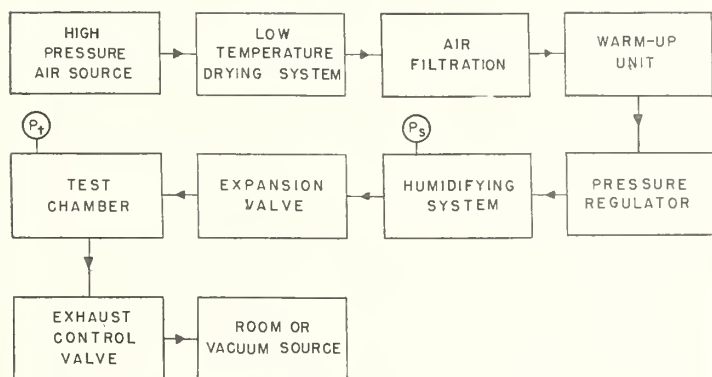 HIGH
PRESSURE
AIR SOURCE
LOW
TEMPERATURE
DRYING SYSTEM
AIR
FILTRATION
WARM-UP
UNIT
Pt
Ps
TEST
CHAMBER
EXPANSION
VALVE
HUMIDIFYING
SYSTEM
PRESSURE
REGULATOR
EXHAUST
CONTROL
VALVE
ROOM OR
VACUUM SOURCE